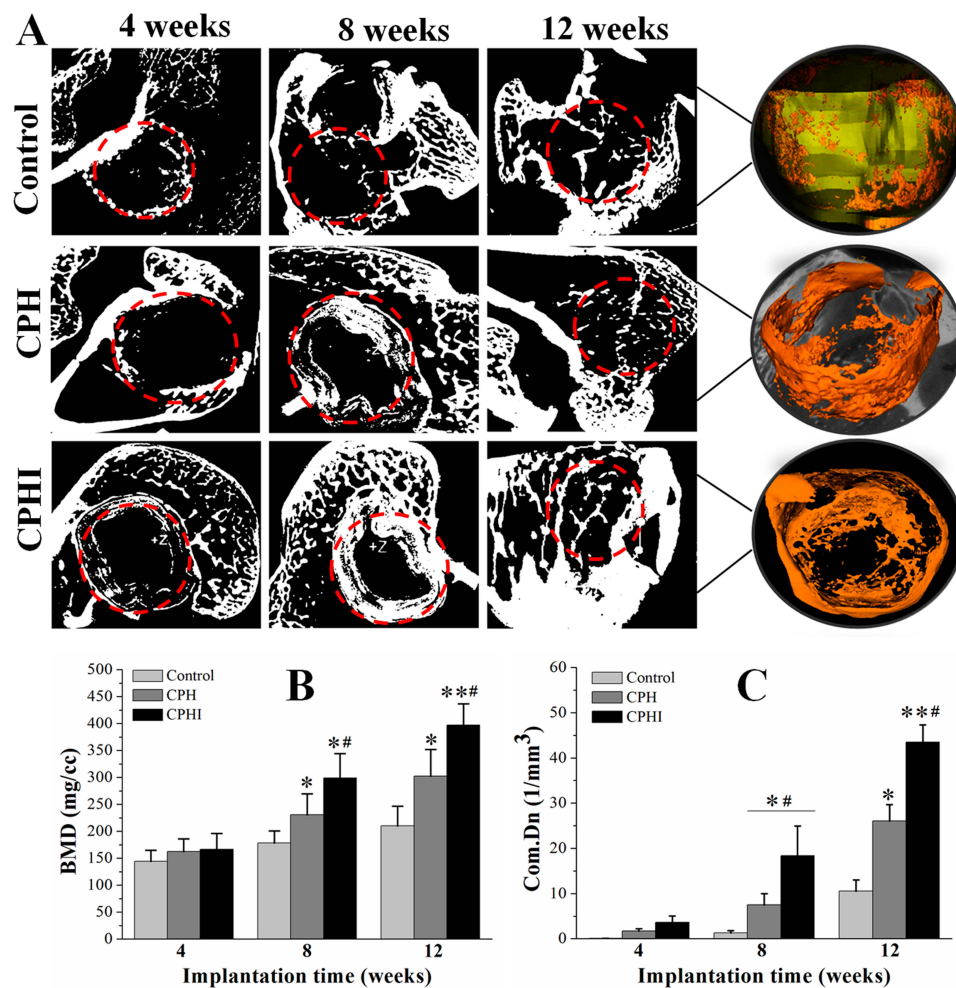 A
4 weeks
8 weeks
12 weeks
Control
CPH
+Z
CPHI
+Z
+Z
B
BMD (mg/cc)
500
450
400
350
300
250
200
150
100
50
0
Control
CPH
CPHI
*
*#
*
**#
4
8
12
Implantation time (weeks)
C
Com.Dn (1/mm³)
60
50
40
30
20
10
0
Control
CPH
CPHI
*#
*
**#
4
8
12
Implantation time (weeks)